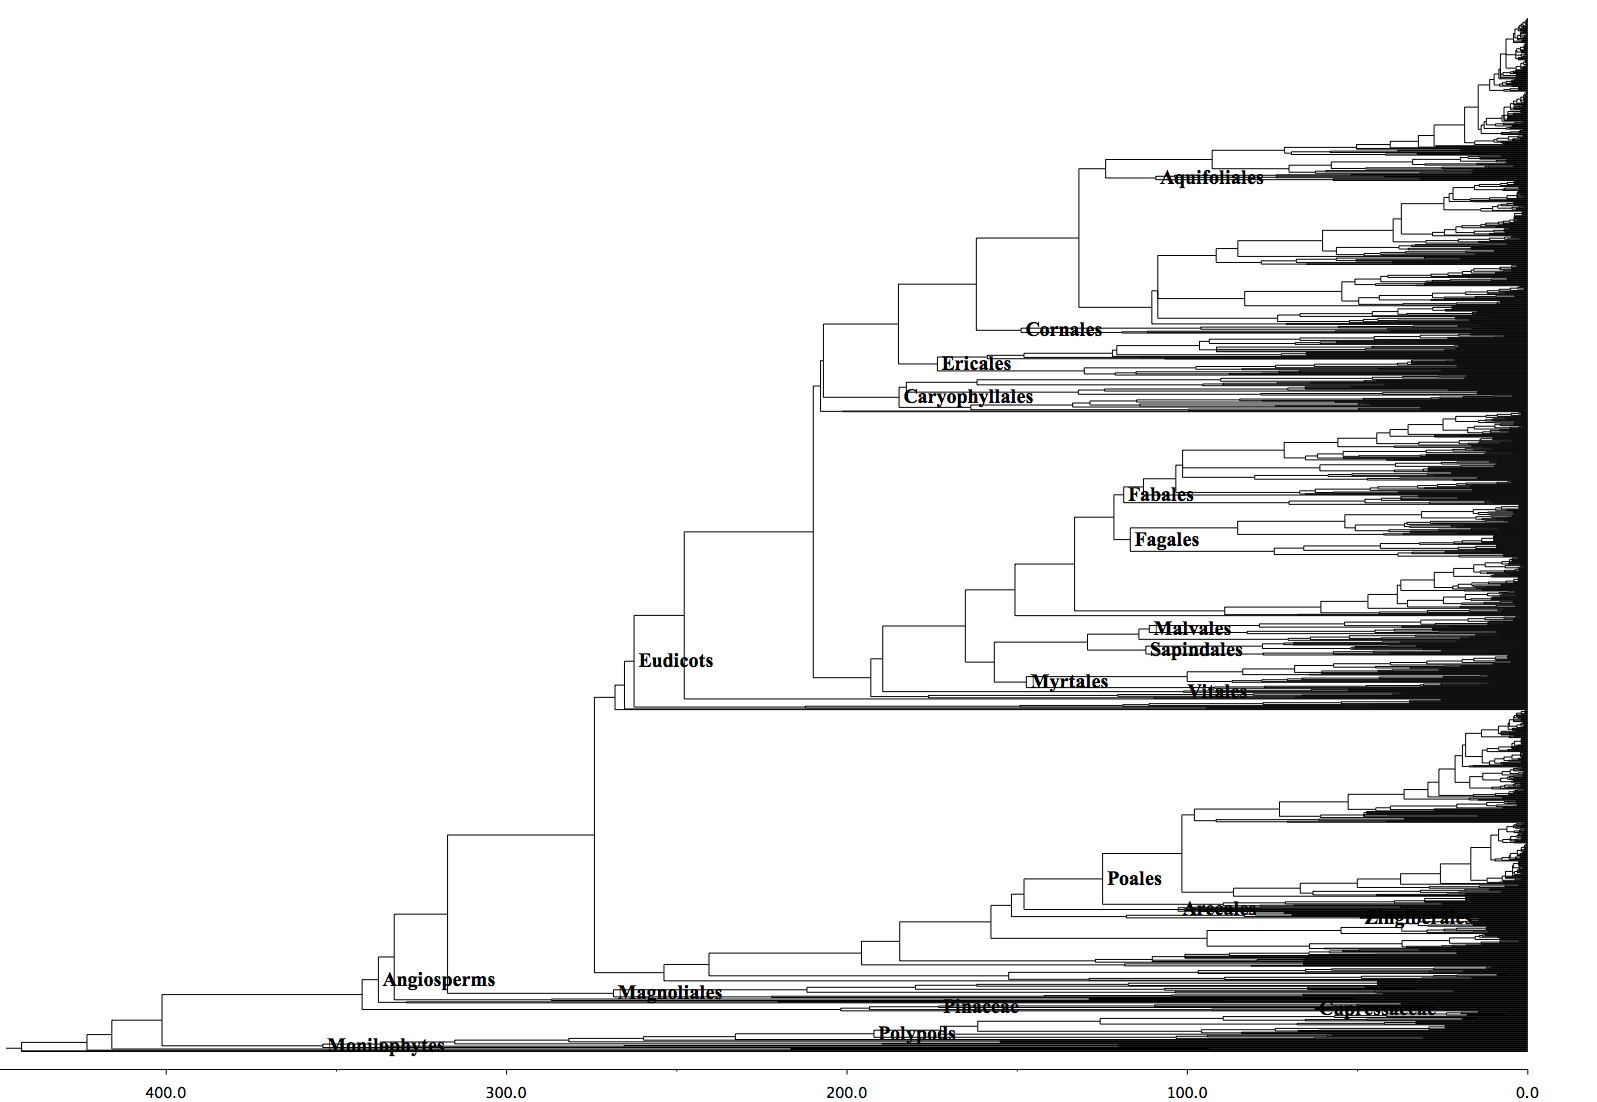 Aquifoliales
Cornales
Ericales
Caryophyllales
Fabales
Fagales
Malvales
Sapindales
Eudicots
Myrtales
Vitales
Poales
Arecales
Zingiberales
Angiosperms
Magnoliales
Pinaceae
Cupressaceae
Polypods
Monilophytes
400.0 300.0 200.0 100.0 0.0